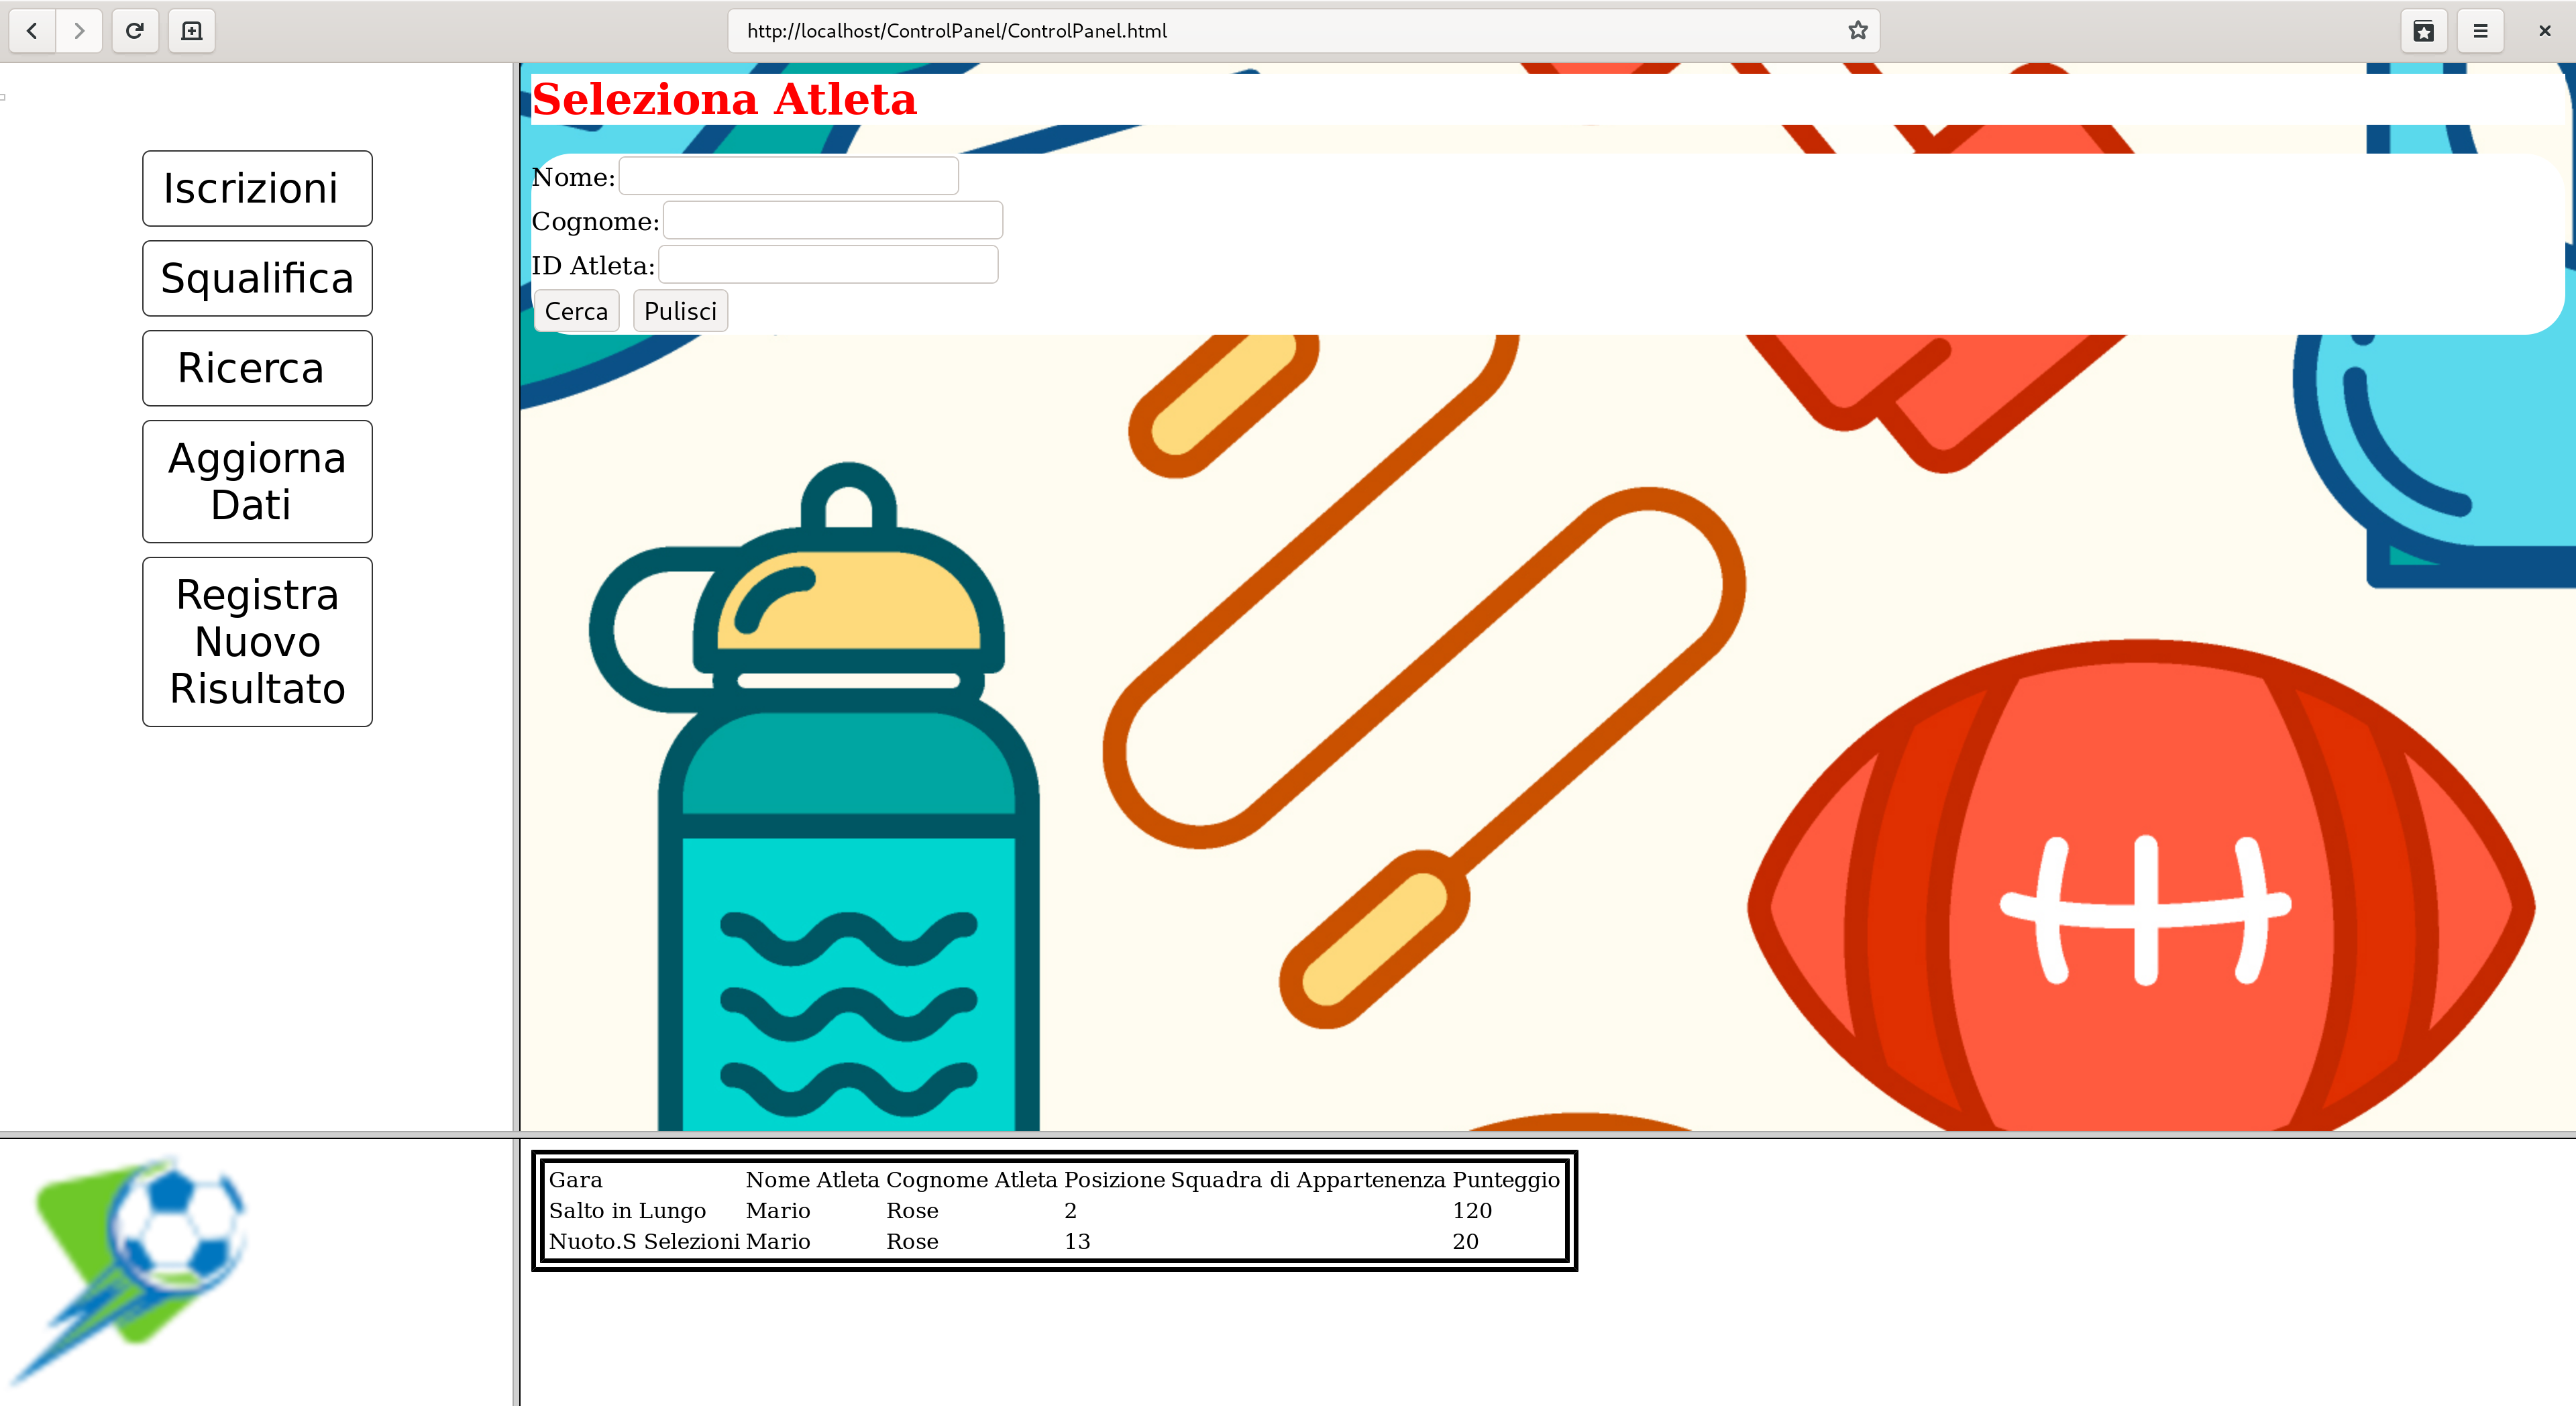 http://localhost/ControlPanel/ControlPanel.html
Iscrizioni
Squalifica
Ricerca
Aggiorna
Dati
Registra
Nuovo
Risultato
Seleziona Atleta
Nome:
Cognome:
ID Atleta:
Cerca Pulisci
Gara Nome Atleta Cognome Atleta Posizione Squadra di Appartenenza Punteggio
Salto in Lungo Mario Rose 2 120
Nuoto.S Selezioni Mario Rose 13 20